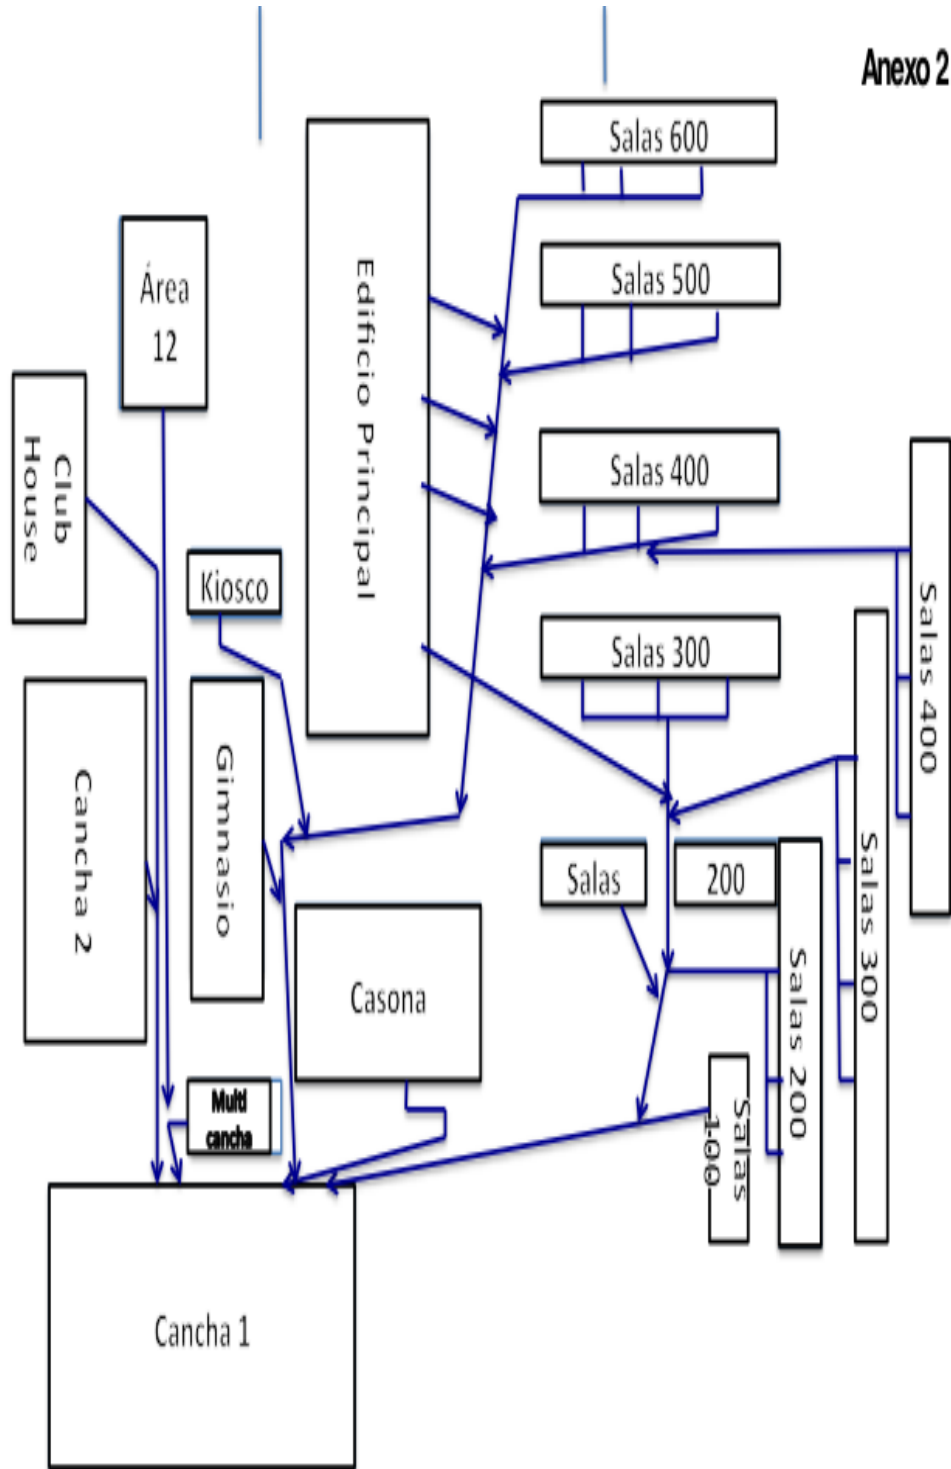 Anexo 2
Salas 600
Salas 500
Edificio Principal
Área
12
Club
House
Salas 400
Salas 400
Kiosco
Salas 300
Salas 300
Cancha 2
Gimnasio
Salas
200
Casona
Salas 200
Multi
cancha
Salas
100
Cancha 1